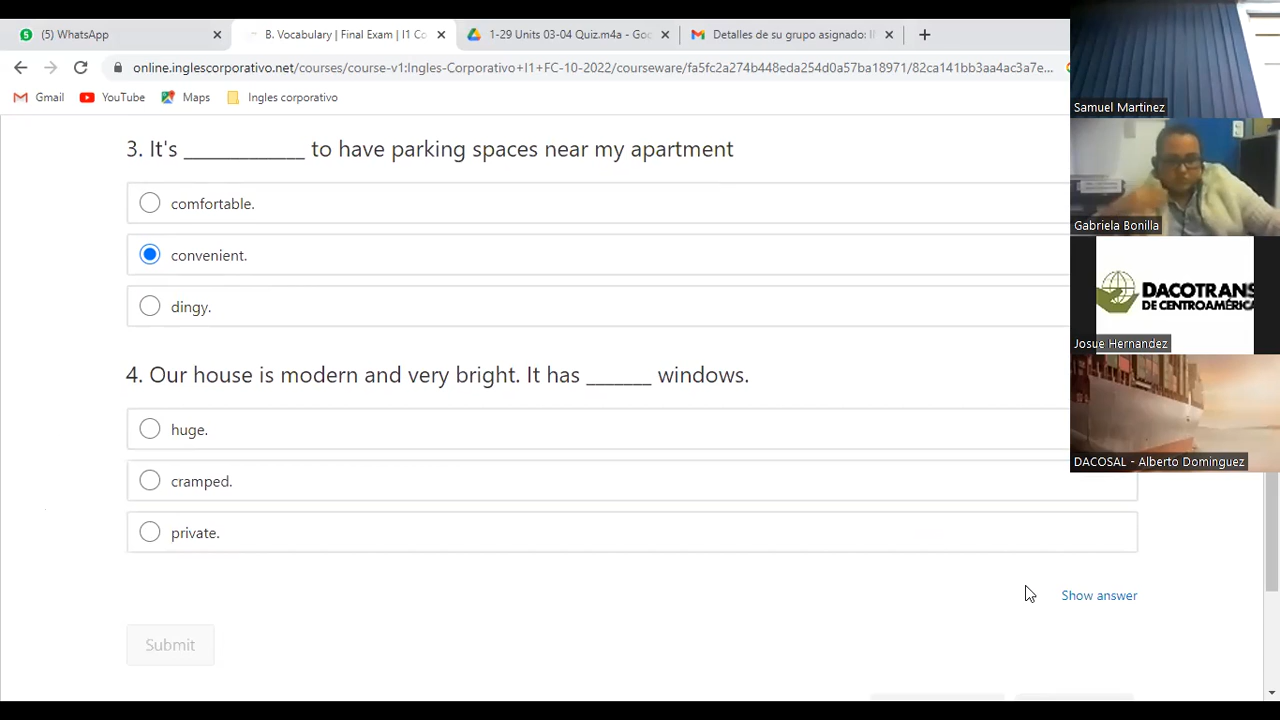 (5) WhatsApp
B. Vocabulary | Final Exam | I1 Co
1-29 Units 03-04 Quiz.m4a - Goo
Detalles de su grupo asignado: I
online.inglescorporativo.net/courses/course-v1:Ingles-Corporativo+I1+FC-10-2022/courseware/fa5fc2a274b448eda254d0a57ba18971/82ca141bb3aa4ac3a7e...
Gmail
YouTube
Maps
Ingles corporativo
3. It's _____________ to have parking spaces near my apartment
comfortable.
convenient.
dingy.
4. Our house is modern and very bright. It has _______ windows.
huge.
cramped.
private.
Show answer
Submit
Samuel Martinez
Gabriela Bonilla
DACOTRANS
DE CENTROAMÉRICA
Josue Hernandez
DACOSAL - Alberto Dominguez